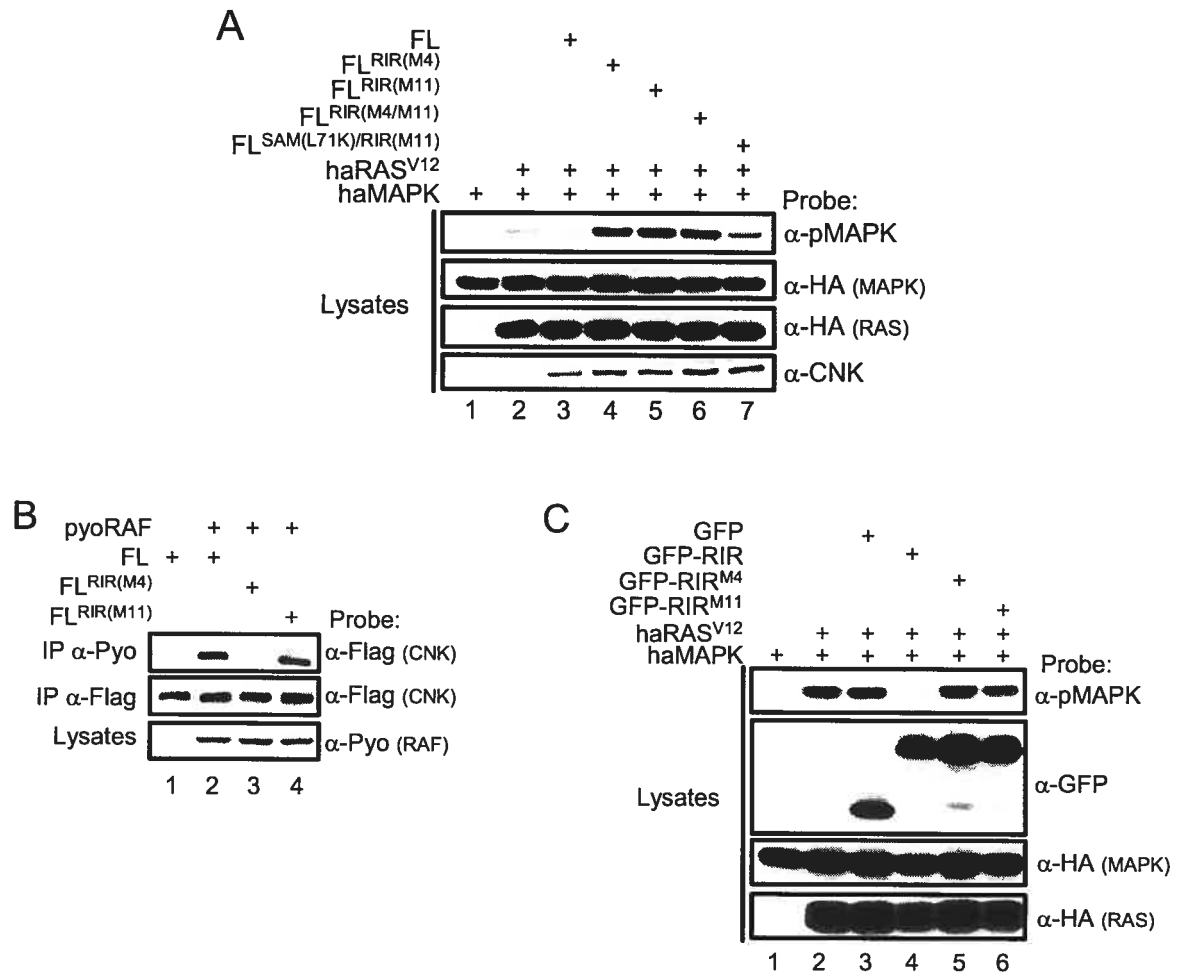 A
FL +
FL^RIR(M4) +
FL^RIR(M11) +
FL^RIR(M4/M11) +
FL^SAM(L71K)/RIR(M11) +
haRAS^V12 + + + + + +
haMAPK + + + + + + +
Probe:
α-pMAPK
α-HA (MAPK)
Lysates
α-HA (RAS)
α-CNK
1 2 3 4 5 6 7
B
pyoRAF + + +
FL + +
FL^RIR(M4) +
FL^RIR(M11) + Probe:
IP α-Pyo α-Flag (CNK)
IP α-Flag α-Flag (CNK)
Lysates α-Pyo (RAF)
1 2 3 4
C
GFP +
GFP-RIR +
GFP-RIR^M4 +
GFP-RIR^M11 +
haRAS^V12 + + + + +
haMAPK + + + + + +
Probe:
α-pMAPK
α-GFP
Lysates
α-HA (MAPK)
α-HA (RAS)
1 2 3 4 5 6